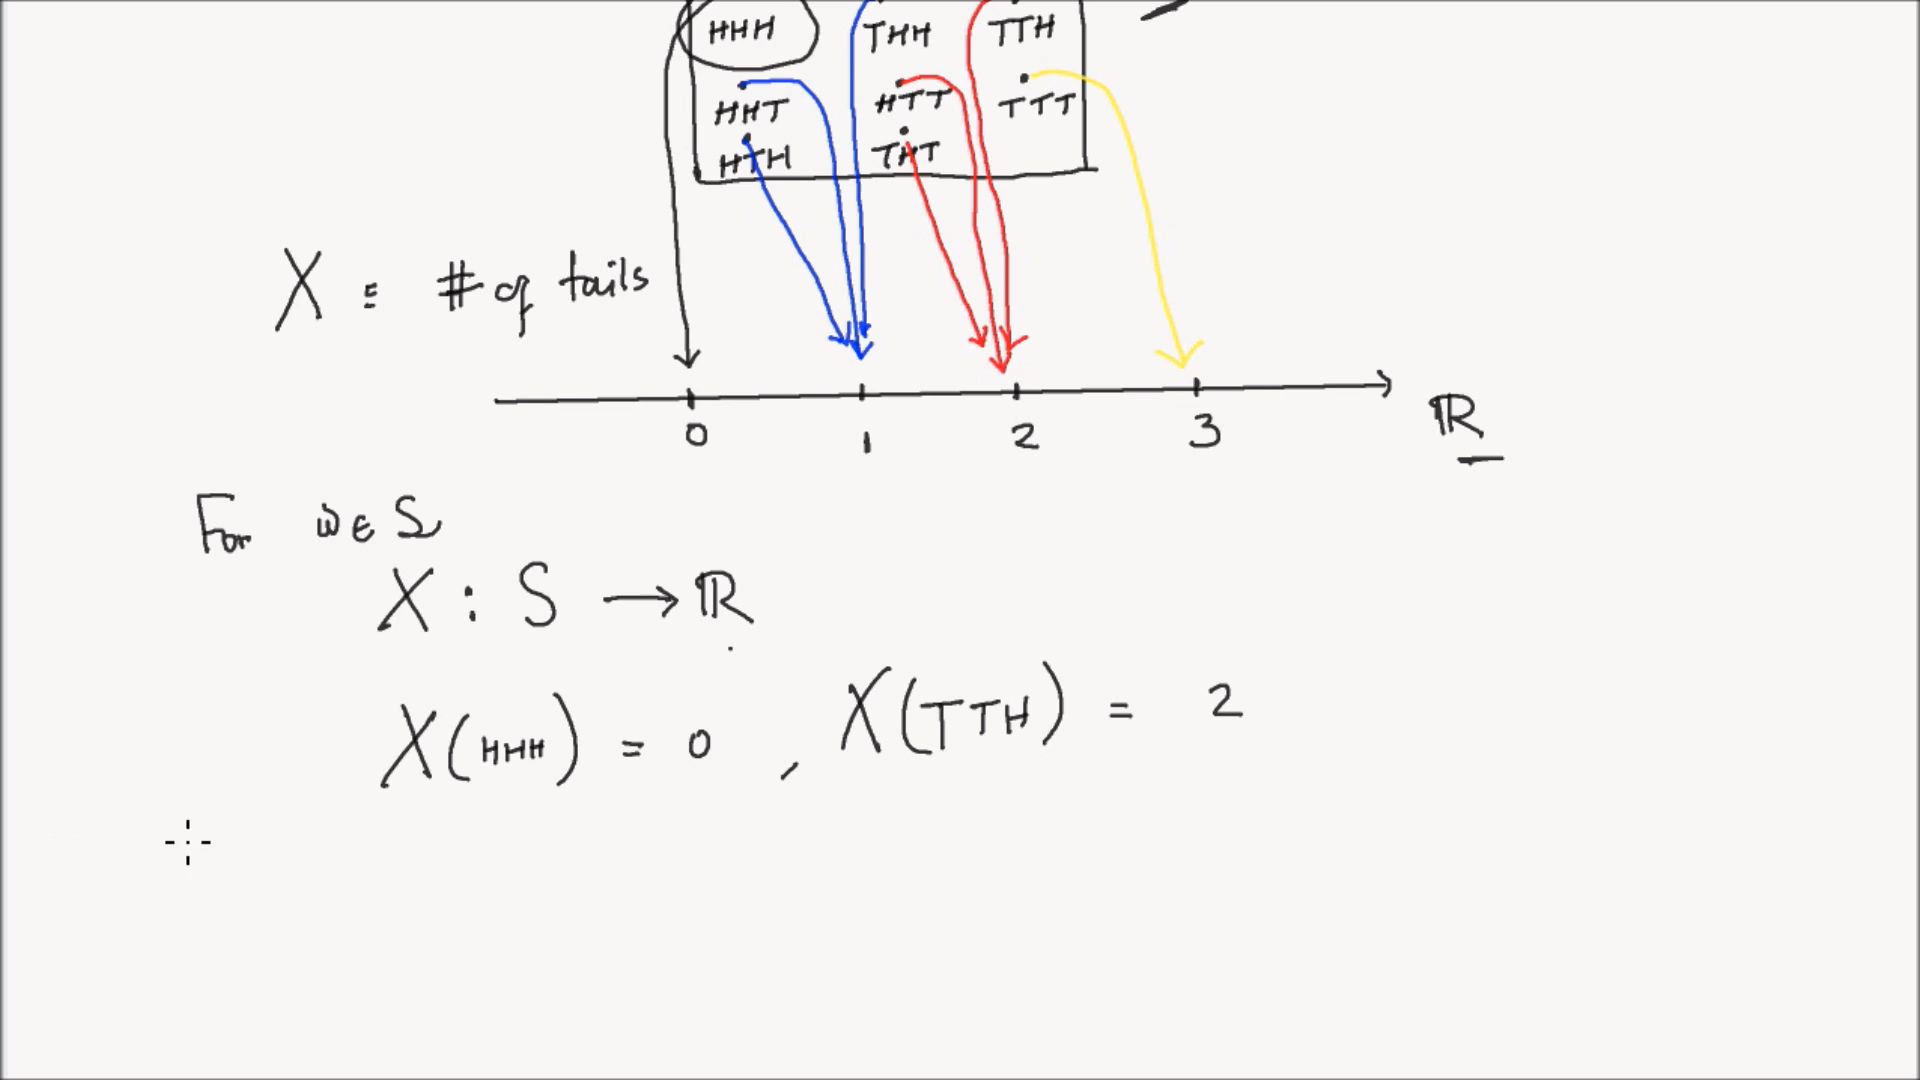 HHH THH TTH
HHT HTT TTT
HTH THT
X = # of tails
0 1 2 3 ℝ
For ω ∈ S
X : S → ℝ
X(HHH) = 0 , X(TTH) = 2